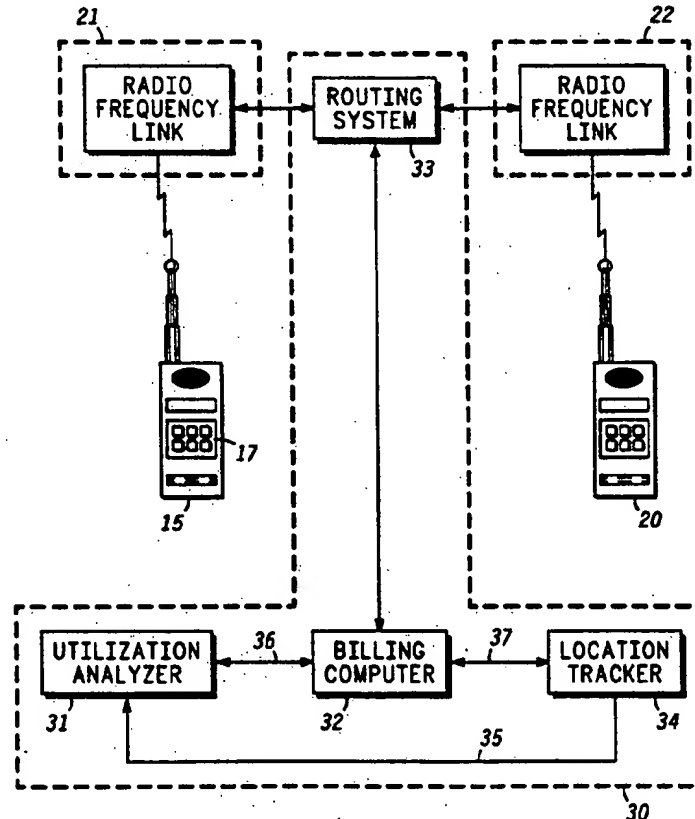 21
22
RADIO
FREQUENCY
LINK
ROUTING
SYSTEM
33
RADIO
FREQUENCY
LINK
17
15
20
UTILIZATION
ANALYZER
31
36
BILLING
COMPUTER
32
37
LOCATION
TRACKER
34
35
30